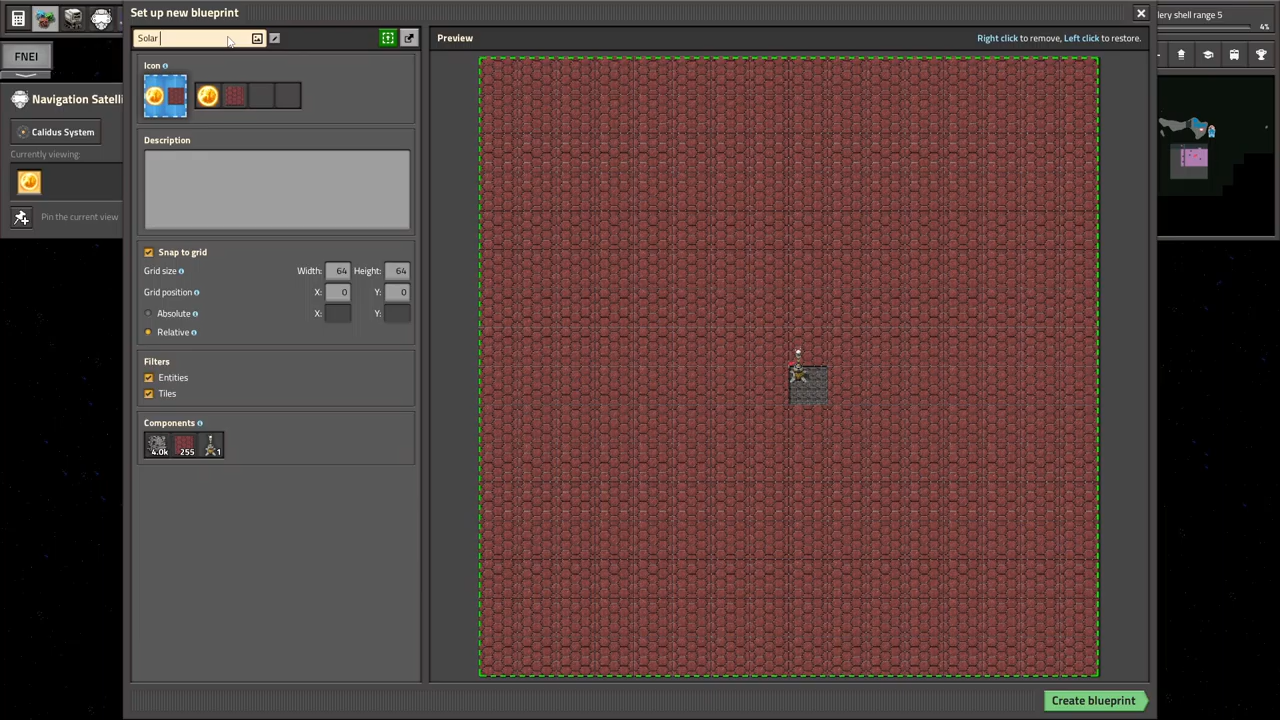 Set up new blueprint
lery shell range 5
4%
Solar
Preview
Right click to remove, Left click to restore.
FNEI
Icon
Navigation Satelli
Calidus System
Description
Currently viewing:
Pin the current view
Snap to grid
Grid size
Width: 64 Height: 64
Grid position
X: 0 Y: 0
Absolute
X: Y:
Relative
Filters
Entities
Tiles
Components
4.0k 255 1
Create blueprint